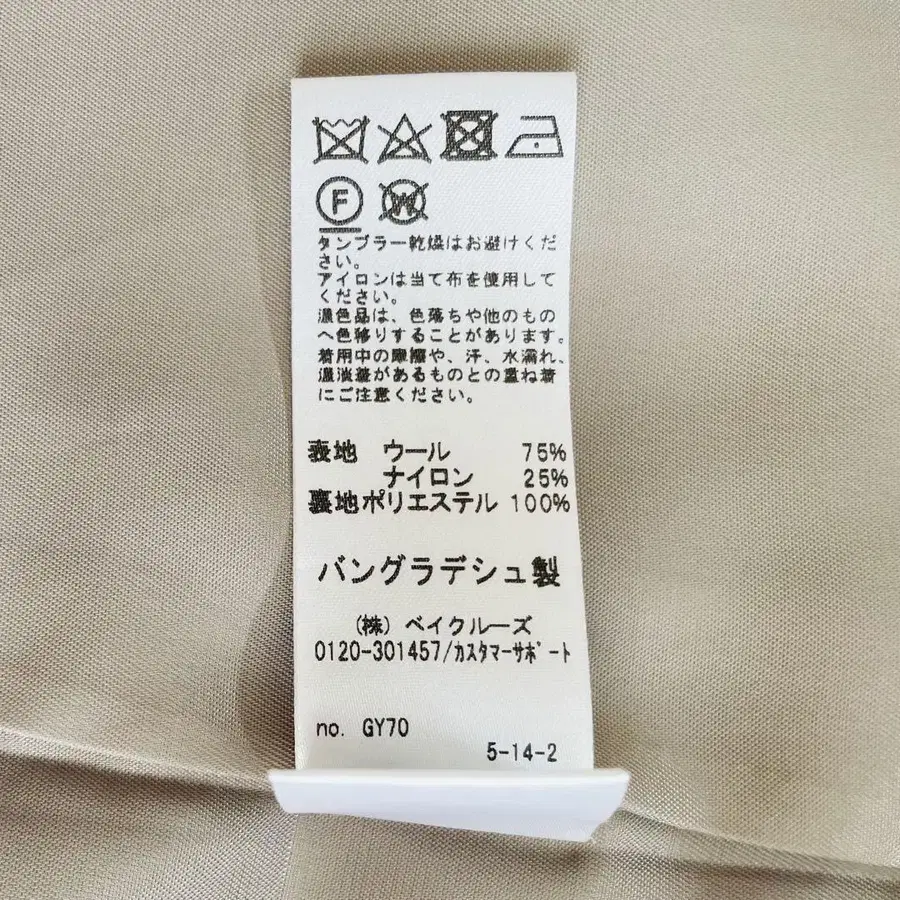 F W
タンブラー乾燥はお避けくだ
さい。
アイロンは当て布を使用して
ください。
濃色品は、色落ちや他のもの
へ色移りすることがあります。
着用中の摩擦や、汗、水漏れ、
濃淡差があるものとの重ね着
にご注意ください。
表地 ウール 75%
ナイロン 25%
裏地ポリエステル 100%
バングラデシュ製
(株) ベイクルーズ
0120-301457/カスタマーサポート
no. GY70
5-14-2